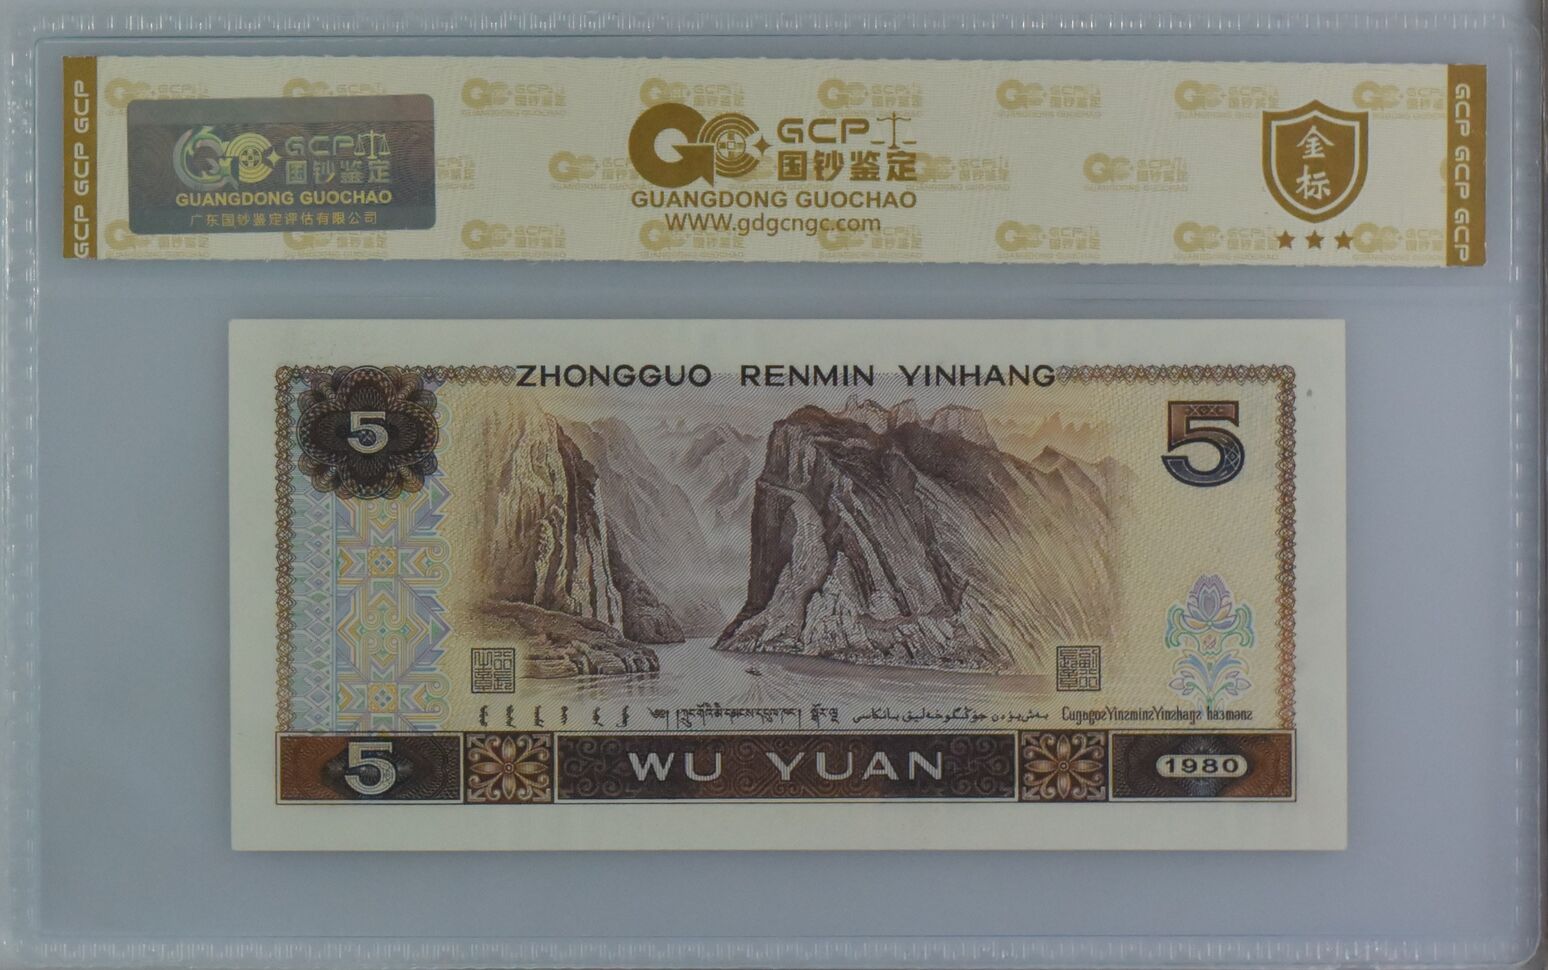 GCP GCP GCP
GCP
国钞鉴定
GUANGDONG GUOCHAO
广东国钞鉴定评估有限公司
GCP
国钞鉴定
GUANGDONG GUOCHAO
WWW.gdgcngc.com
金
标
GCP GCP GCP
ZHONGGUO RENMIN YINHANG
5
5
5
WU YUAN
1980